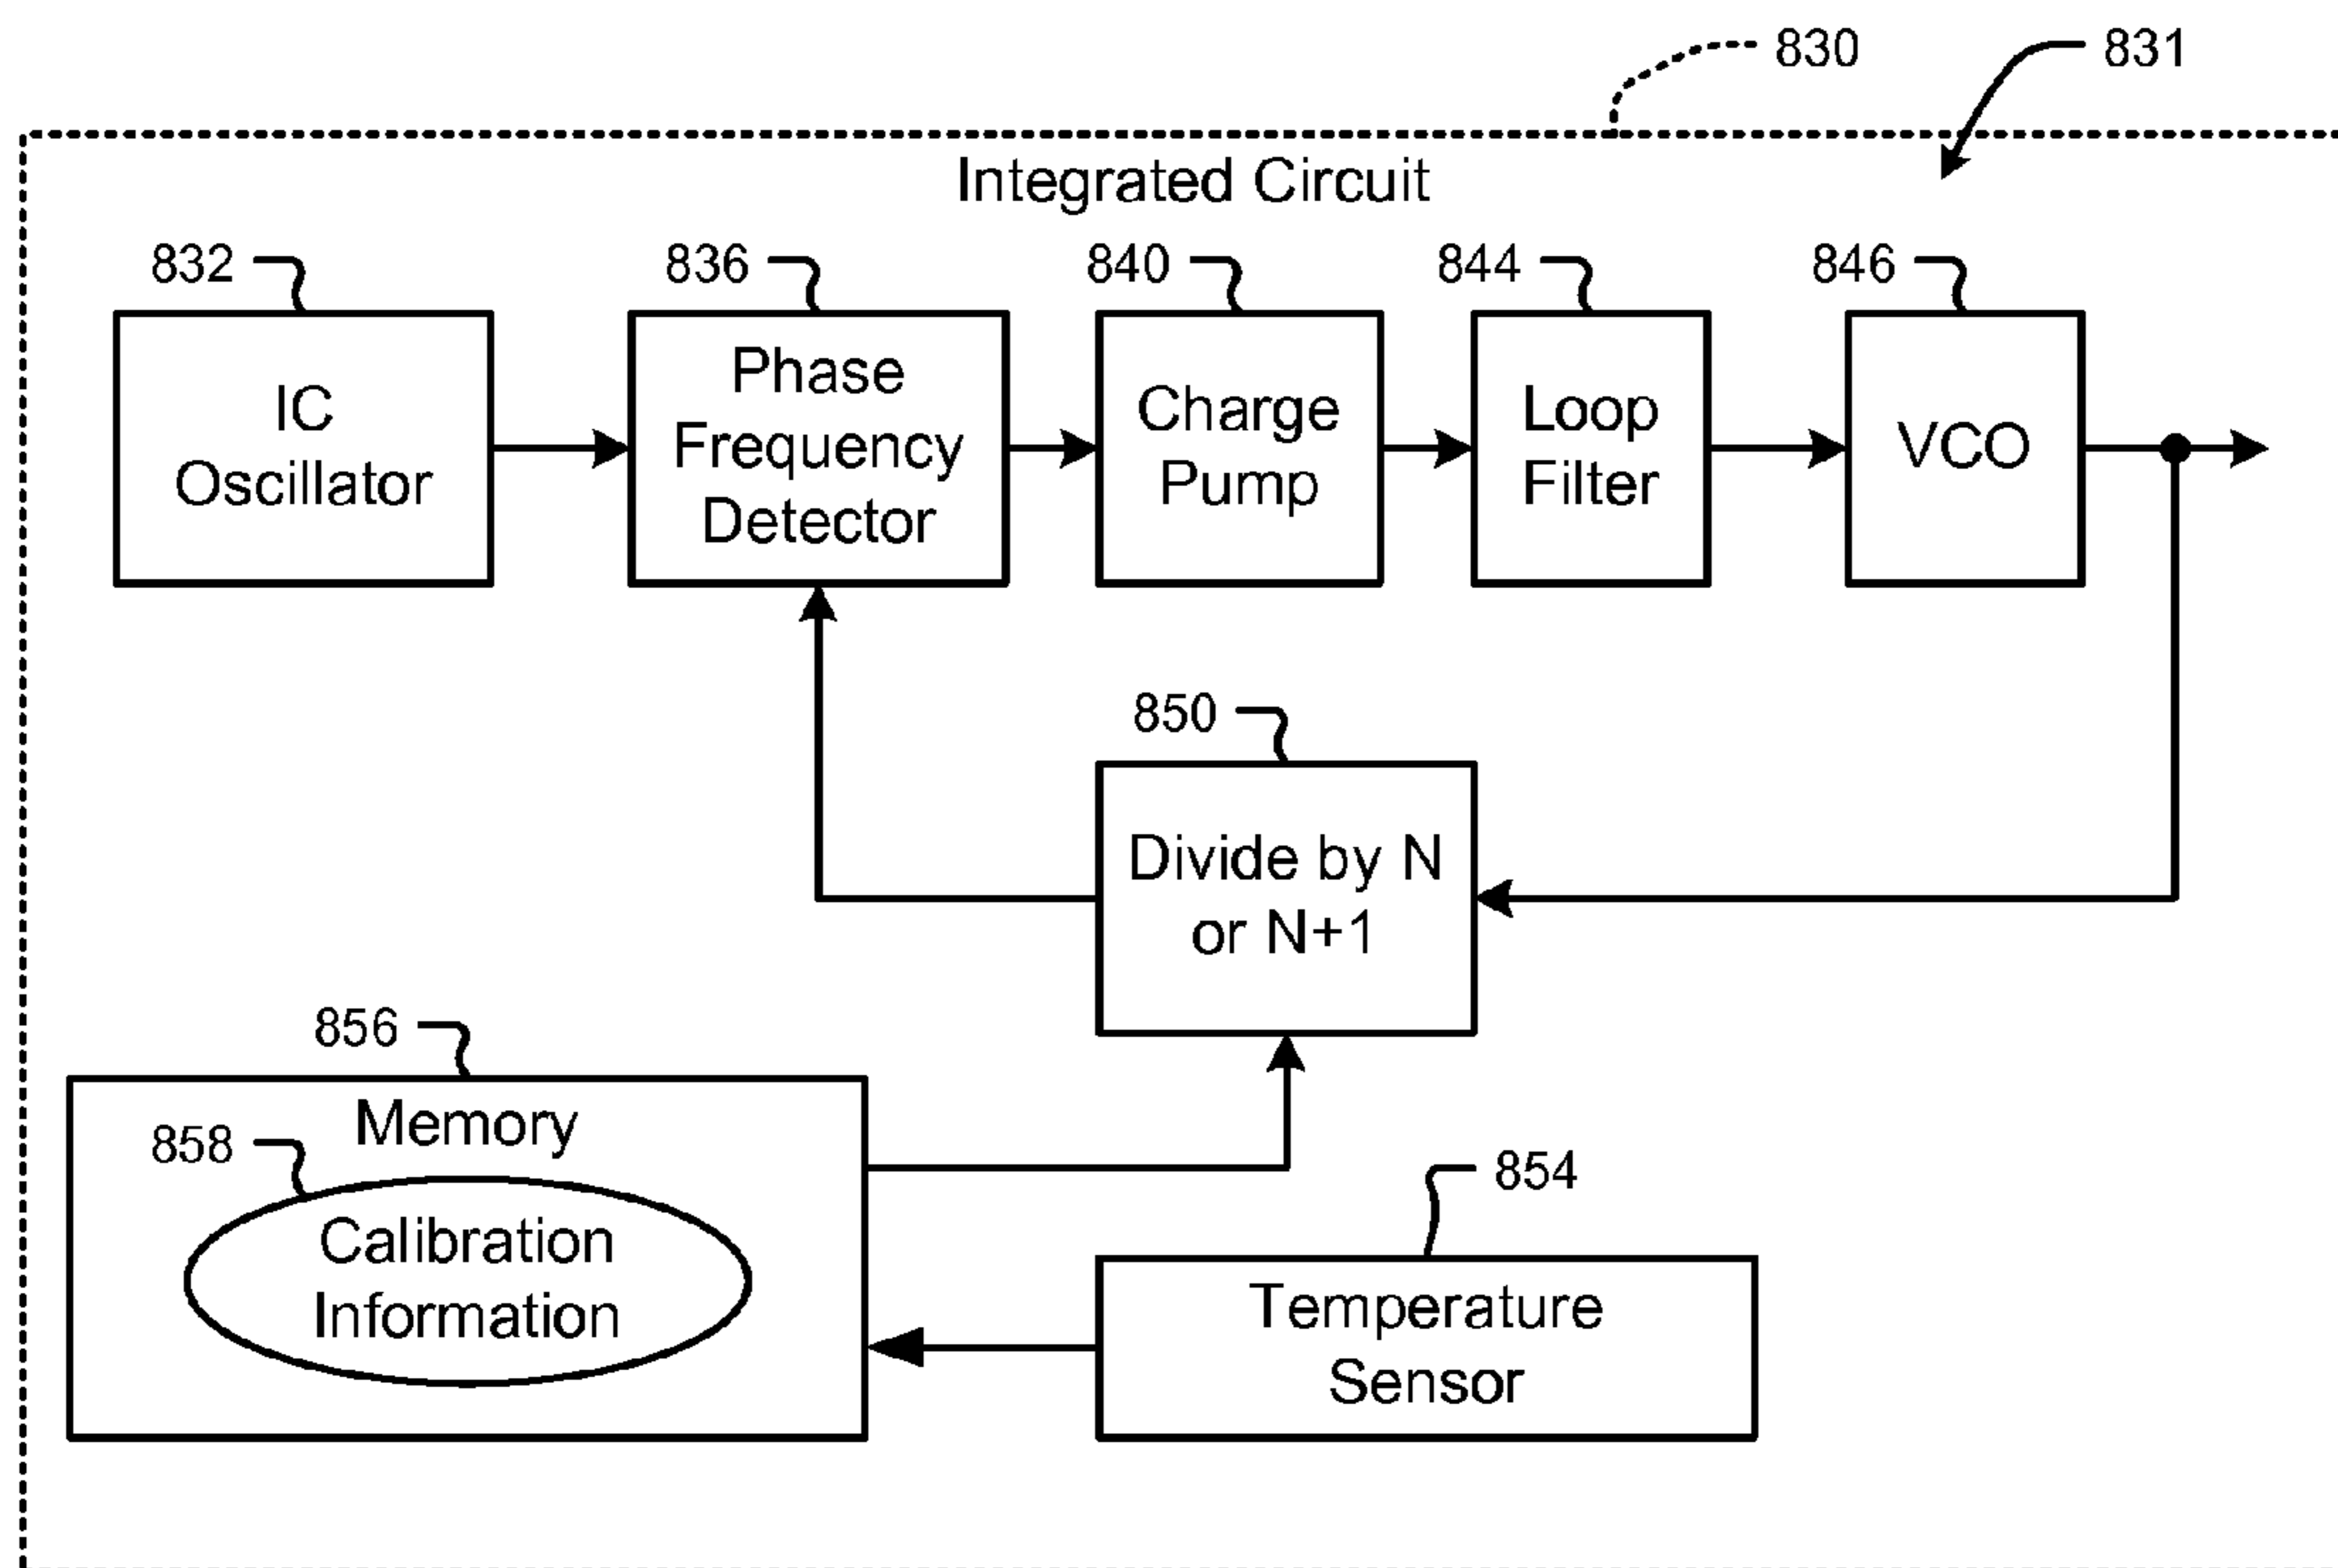 830
831
Integrated Circuit
832
836
840
844
846
IC
Oscillator
Phase
Frequency
Detector
Charge
Pump
Loop
Filter
VCO
850
Divide by N
or N+1
856
Memory
858
Calibration
Information
854
Temperature
Sensor